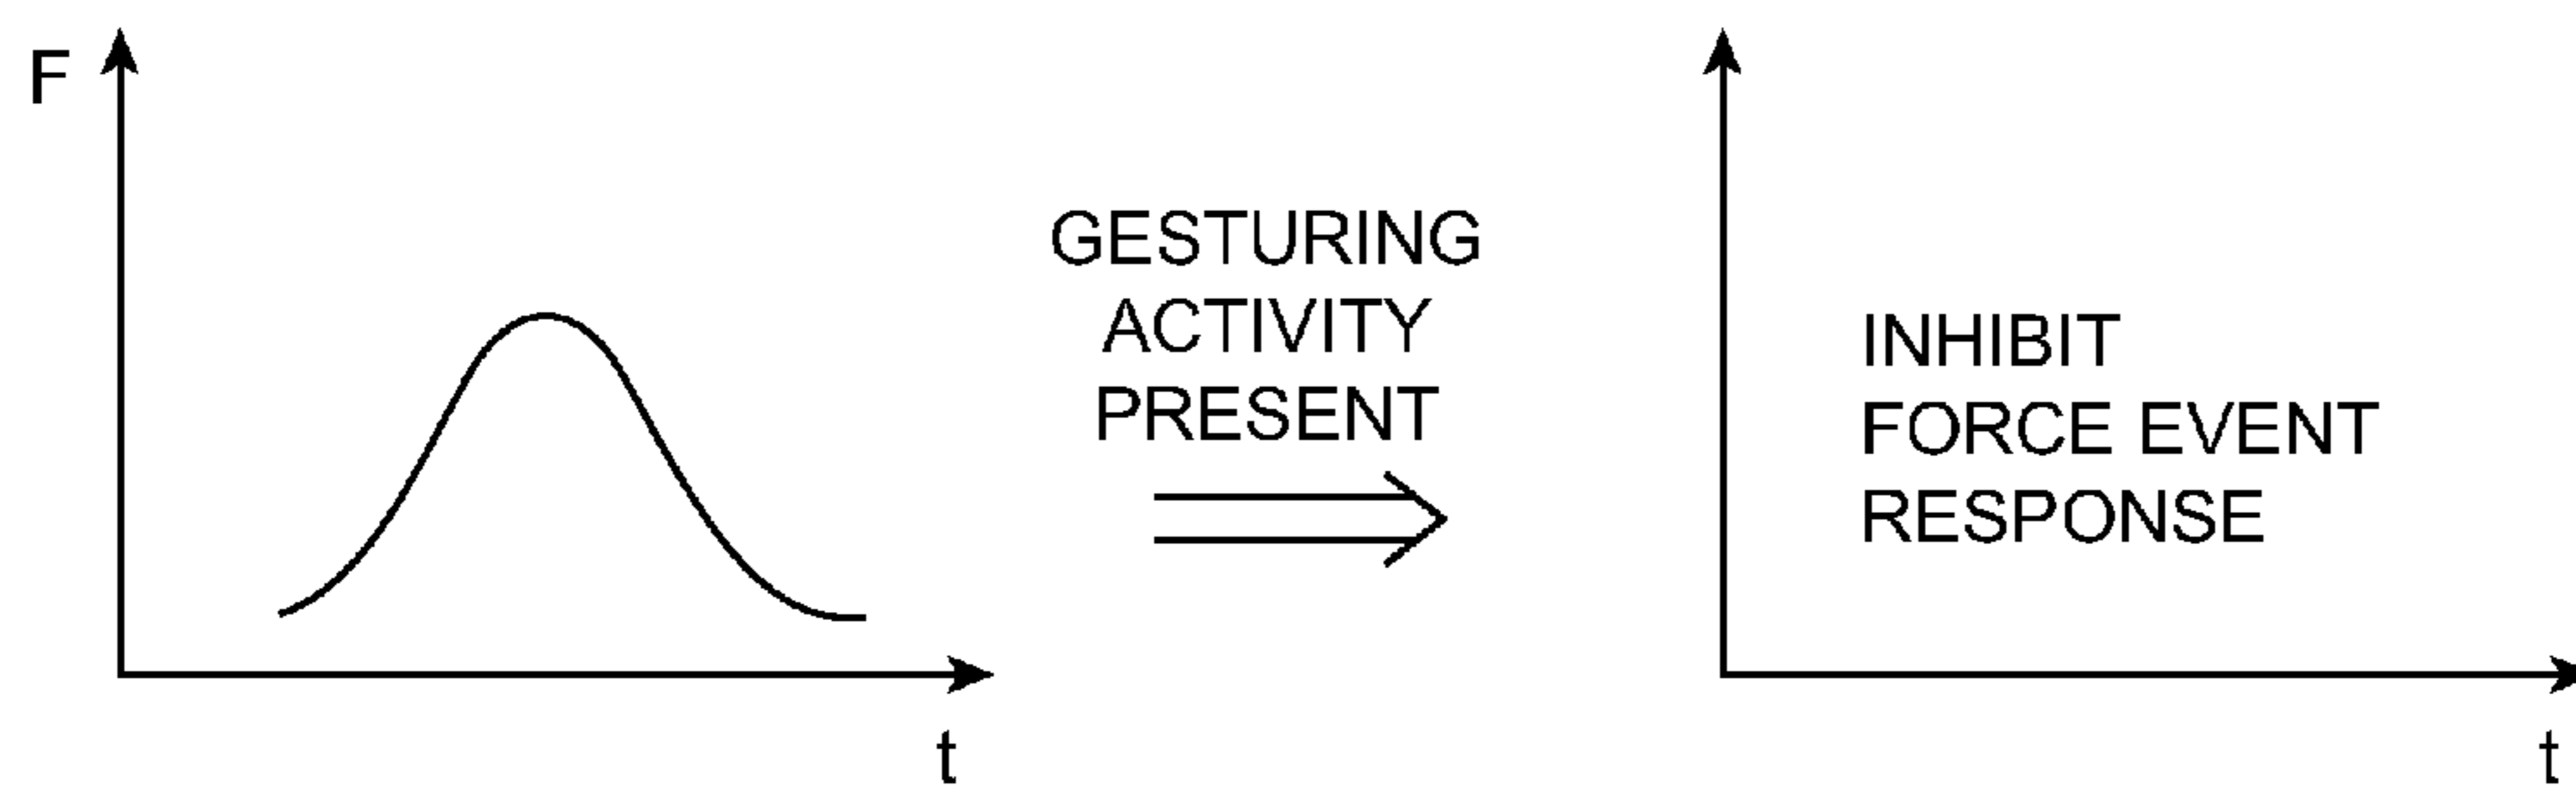 F
t
GESTURING
ACTIVITY
PRESENT
INHIBIT
FORCE EVENT
RESPONSE
t